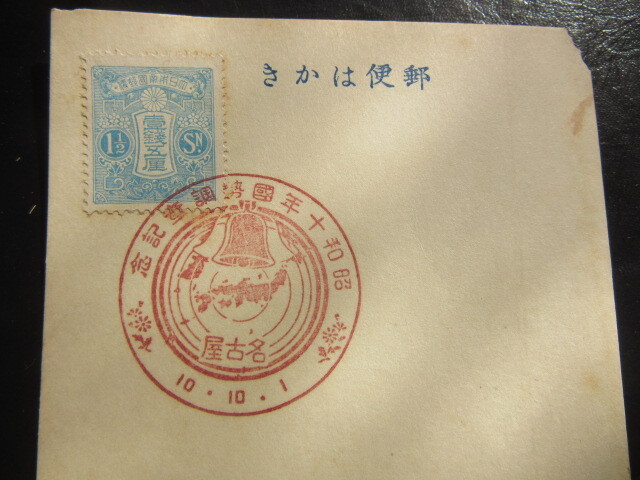 郵便はかき
大日本帝國郵便
壹錢五厘
1½ Sn.
昭和十年國勢調査記念
名古屋
10.10.1